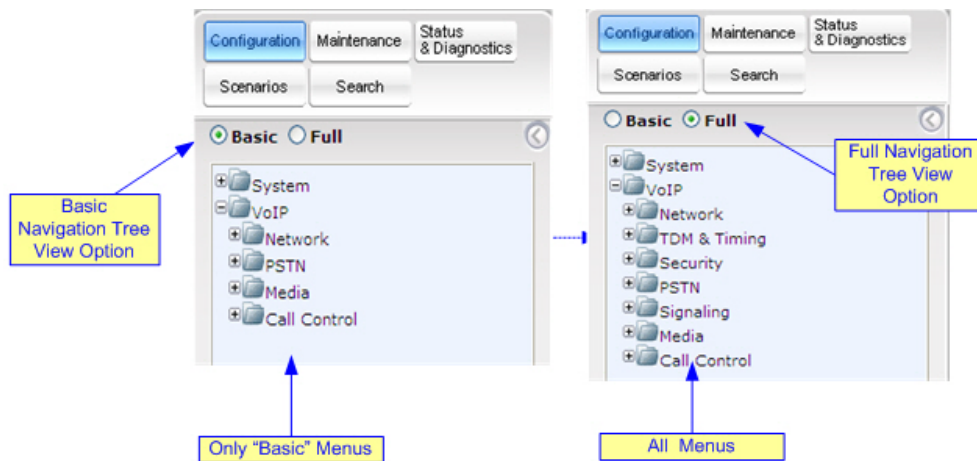 Configuration
Maintenance
Status
& Diagnostics
Scenarios
Search
Basic
Full
System
VoIP
Network
PSTN
Media
Call Control
Basic
Navigation Tree
View Option
Only “Basic” Menus
Configuration
Maintenance
Status
& Diagnostics
Scenarios
Search
Basic
Full
System
VoIP
Network
TDM & Timing
Security
PSTN
Signaling
Media
Call Control
Full Navigation
Tree View
Option
All Menus